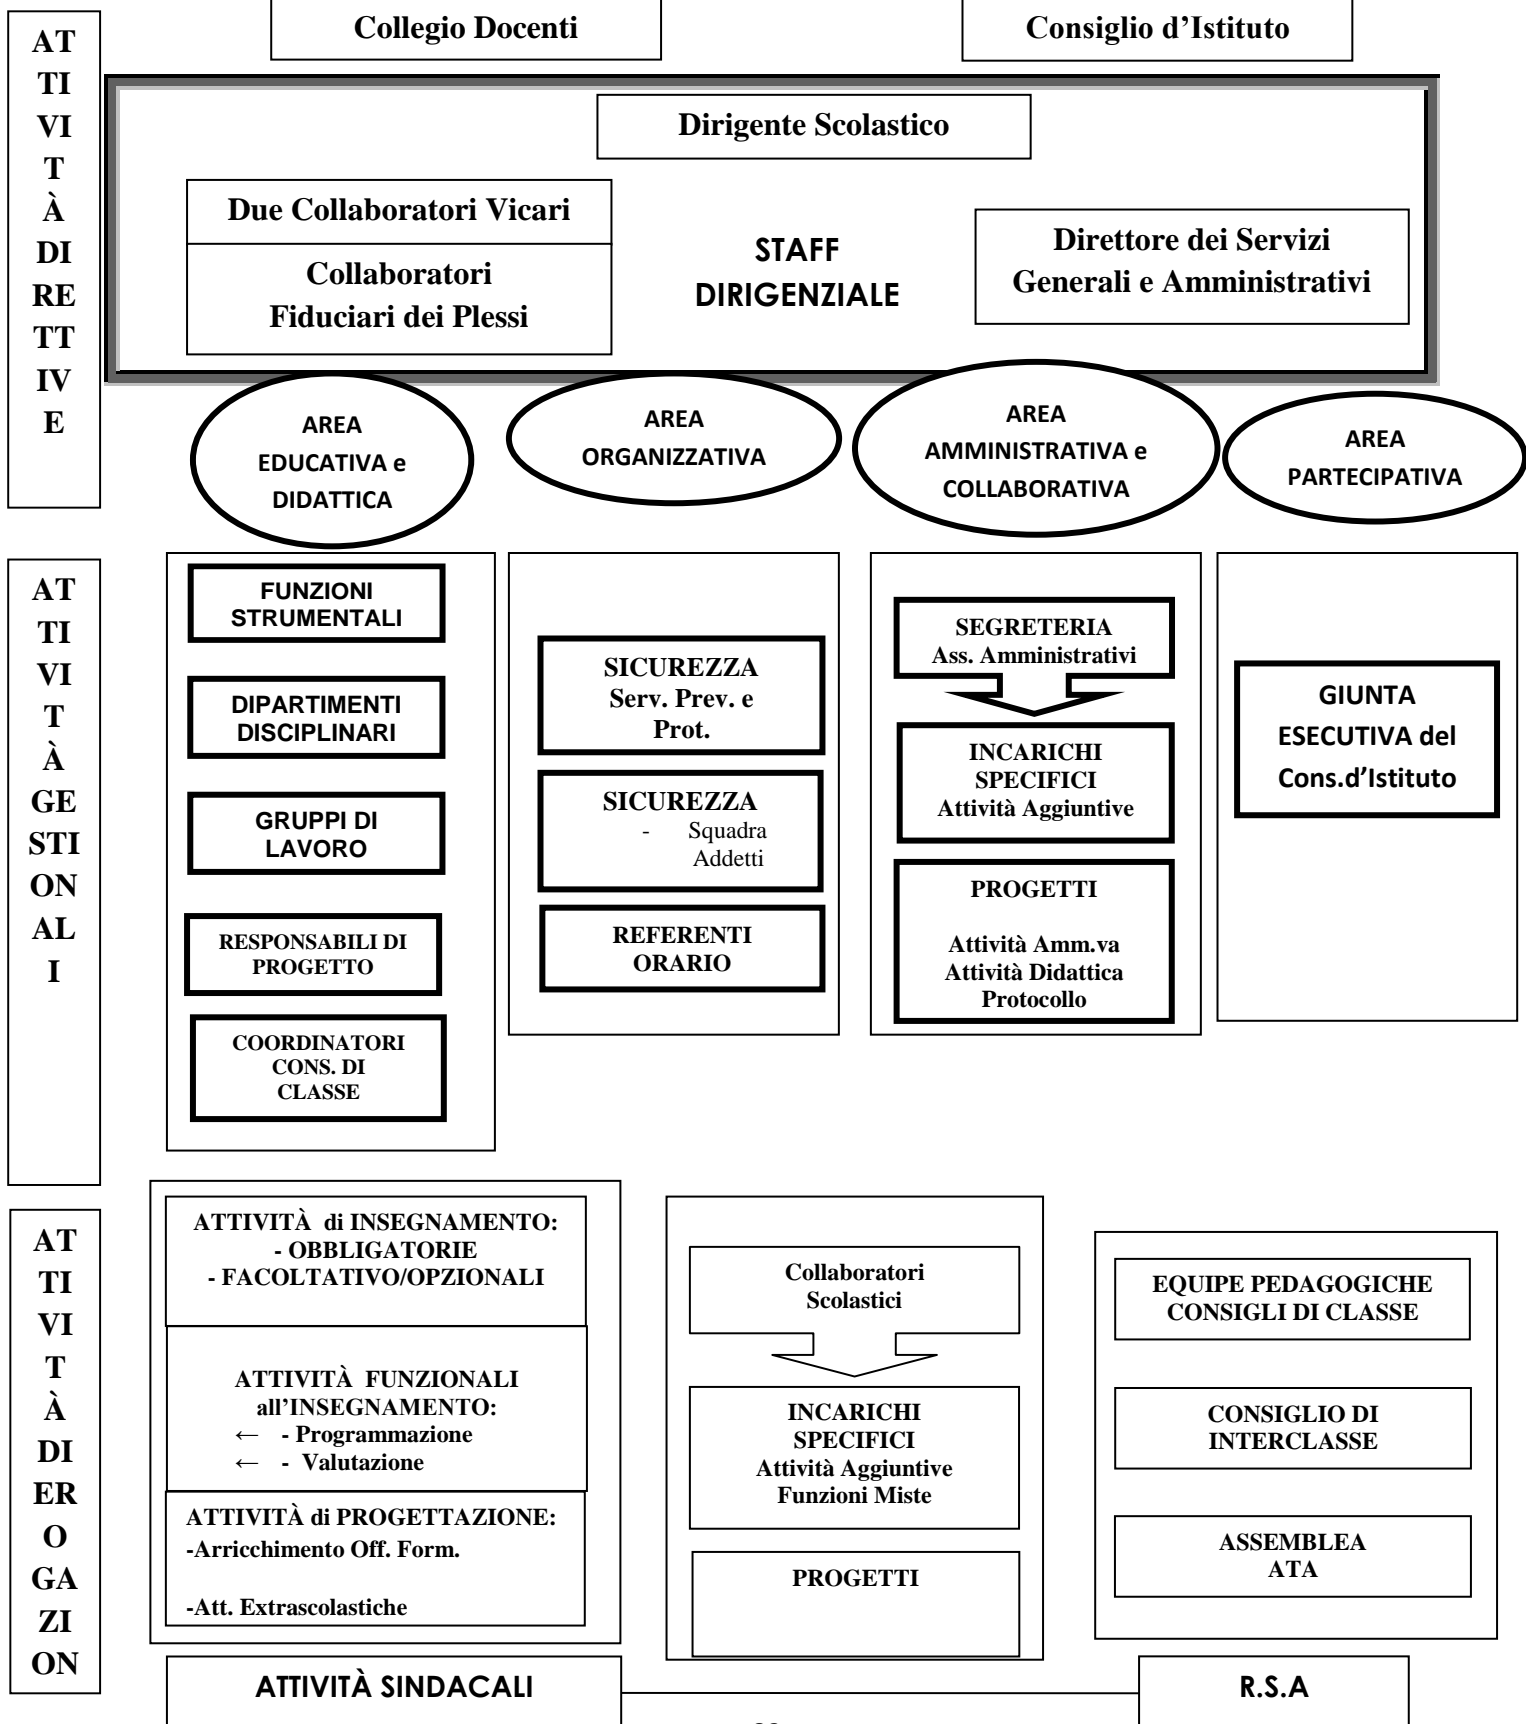 Collegio Docenti
Consiglio d'Istituto
AT
TI
VI
T
À
DI
RE
TT
IV
E
Dirigente Scolastico
Due Collaboratori Vicari
Collaboratori
Fiduciari dei Plessi
STAFF
DIRIGENZIALE
Direttore dei Servizi
Generali e Amministrativi
AREA
EDUCATIVA e
DIDATTICA
AREA
ORGANIZZATIVA
AREA
AMMINISTRATIVA e
COLLABORATIVA
AREA
PARTECIPATIVA
AT
TI
VI
T
À
GE
STI
ON
AL
I
FUNZIONI
STRUMENTALI
DIPARTIMENTI
DISCIPLINARI
GRUPPI DI
LAVORO
RESPONSABILI DI
PROGETTO
COORDINATORI
CONS. DI
CLASSE
SICUREZZA
Serv. Prev. e
Prot.
SICUREZZA
- Squadra
Addetti
REFERENTI
ORARIO
SEGRETERIA
Ass. Amministrativi
INCARICHI
SPECIFICI
Attività Aggiuntive
PROGETTI
Attività Amm.va
Attività Didattica
Protocollo
GIUNTA
ESECUTIVA del
Cons.d'Istituto
AT
TI
VI
T
À
DI
ER
O
GA
ZI
ON
ATTIVITÀ di INSEGNAMENTO:
- OBBLIGATORIE
- FACOLTATIVO/OPZIONALI
ATTIVITÀ FUNZIONALI
all'INSEGNAMENTO:
← - Programmazione
← - Valutazione
ATTIVITÀ di PROGETTAZIONE:
-Arricchimento Off. Form.
-Att. Extrascolastiche
Collaboratori
Scolastici
INCARICHI
SPECIFICI
Attività Aggiuntive
Funzioni Miste
PROGETTI
EQUIPE PEDAGOGICHE
CONSIGLI DI CLASSE
CONSIGLIO DI
INTERCLASSE
ASSEMBLEA
ATA
ATTIVITÀ SINDACALI
R.S.A